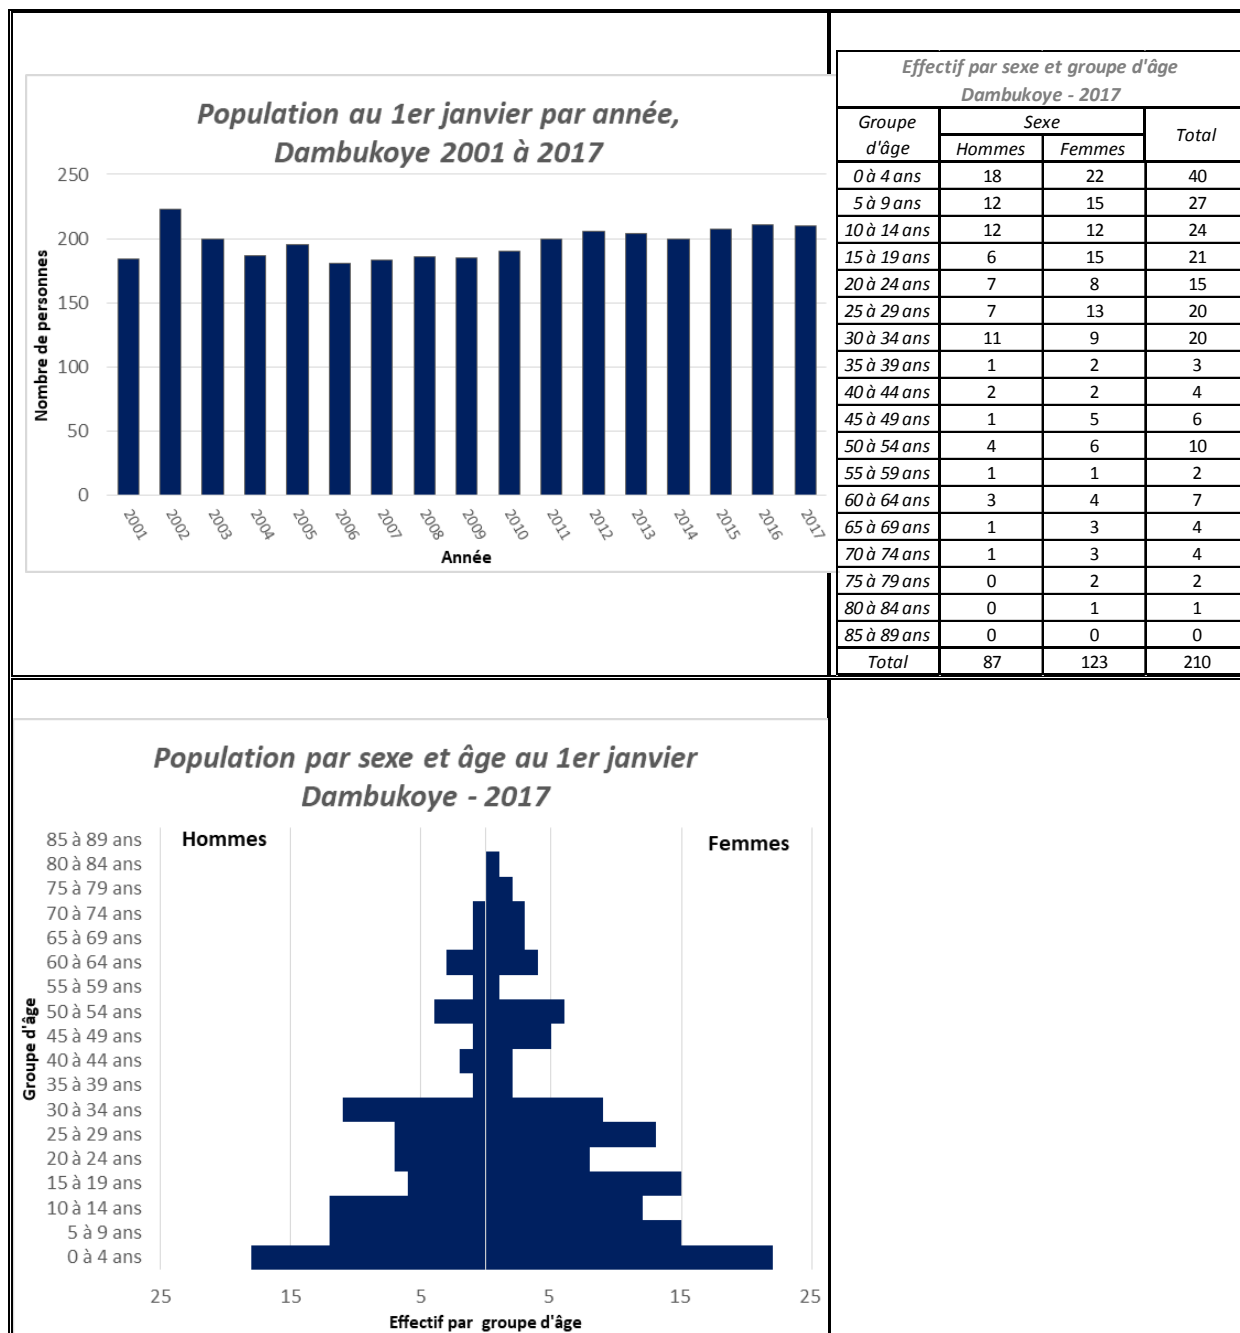 Population au 1er janvier par année,
Dambukoye 2001 à 2017
250
200
150
100
50
0
Nombre de personnes
2001 2002 2003 2004 2005 2006 2007 2008 2009 2010 2011 2012 2013 2014 2015 2016 2017
Année
Effectif par sexe et groupe d'âge
Dambukoye - 2017
Groupe d'âge Sexe Total
Hommes Femmes
0 à 4 ans 18 22 40
5 à 9 ans 12 15 27
10 à 14 ans 12 12 24
15 à 19 ans 6 15 21
20 à 24 ans 7 8 15
25 à 29 ans 7 13 20
30 à 34 ans 11 9 20
35 à 39 ans 1 2 3
40 à 44 ans 2 2 4
45 à 49 ans 1 5 6
50 à 54 ans 4 6 10
55 à 59 ans 1 1 2
60 à 64 ans 3 4 7
65 à 69 ans 1 3 4
70 à 74 ans 1 3 4
75 à 79 ans 0 2 2
80 à 84 ans 0 1 1
85 à 89 ans 0 0 0
Total 87 123 210
Population par sexe et âge au 1er janvier
Dambukoye - 2017
Hommes Femmes
Groupe d'âge
85 à 89 ans
80 à 84 ans
75 à 79 ans
70 à 74 ans
65 à 69 ans
60 à 64 ans
55 à 59 ans
50 à 54 ans
45 à 49 ans
40 à 44 ans
35 à 39 ans
30 à 34 ans
25 à 29 ans
20 à 24 ans
15 à 19 ans
10 à 14 ans
5 à 9 ans
0 à 4 ans
25 15 5 5 15 25
Effectif par groupe d'âge